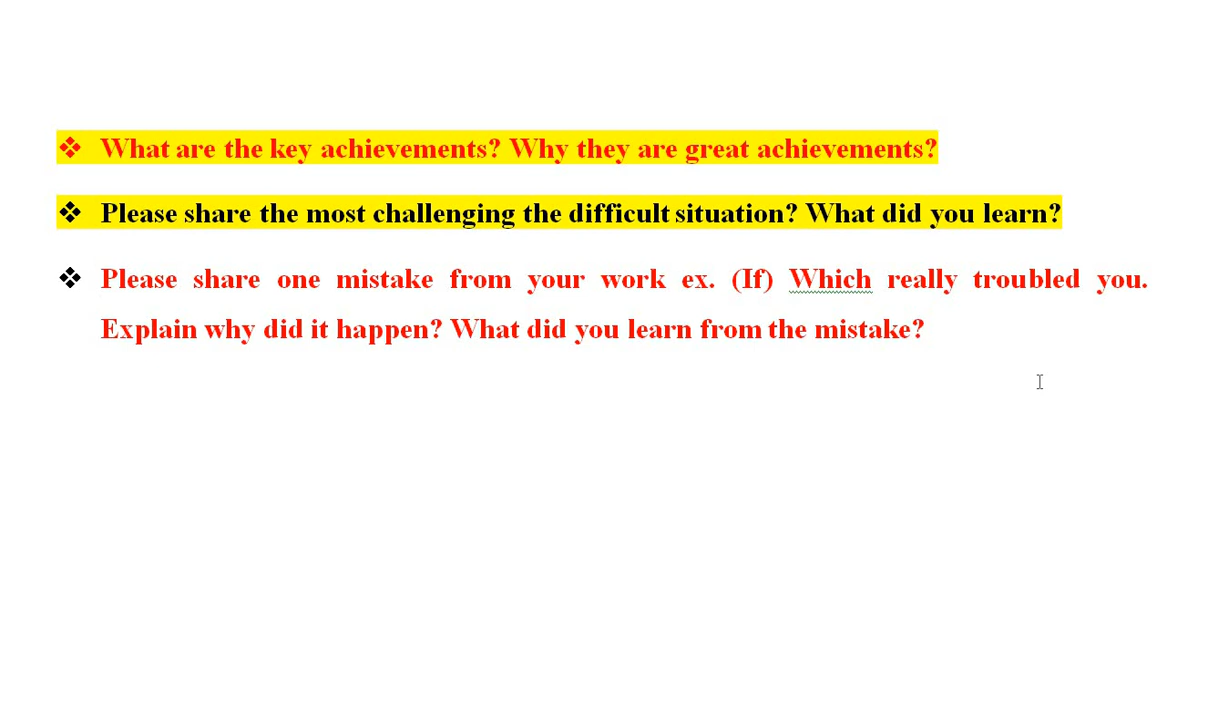 ❖ What are the key achievements? Why they are great achievements?
❖ Please share the most challenging the difficult situation? What did you learn?
❖ Please share one mistake from your work ex. (If) Which really troubled you.
Explain why did it happen? What did you learn from the mistake?